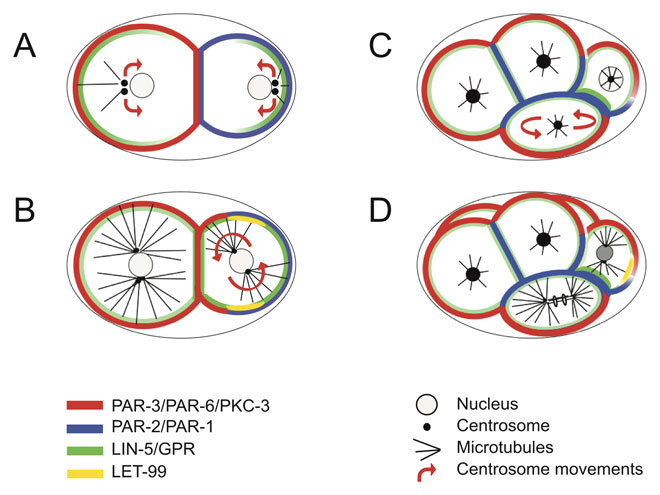 A
C
B
D
PAR-3/PAR-6/PKC-3
PAR-2/PAR-1
LIN-5/GPR
LET-99
Nucleus
Centrosome
Microtubules
Centrosome movements